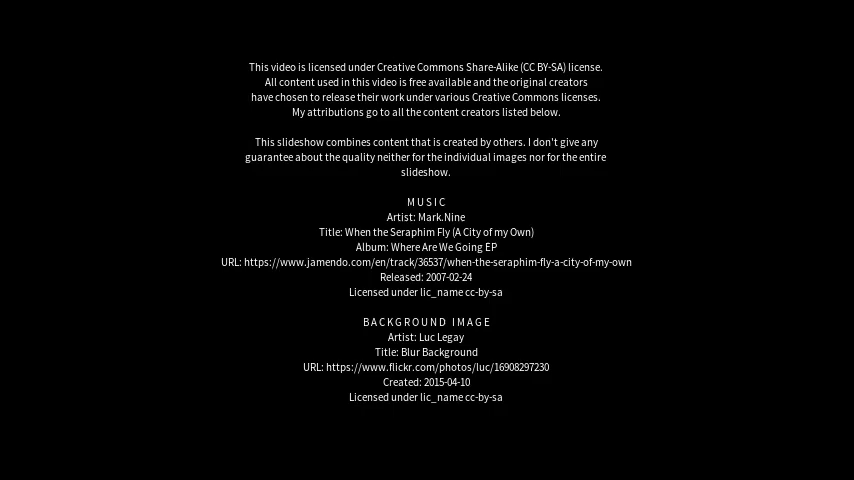 This video is licensed under Creative Commons Share-Alike (CC BY-SA) license.
All content used in this video is free available and the original creators
have chosen to release their work under various Creative Commons licenses.
My attributions go to all the content creators listed below.
This slideshow combines content that is created by others. I don't give any
guarantee about the quality neither for the individual images nor for the entire
slideshow.
MUSIC
Artist: Mark.Nine
Title: When the Seraphim Fly (A City of my Own)
Album: Where Are We Going EP
URL: https://www.jamendo.com/en/track/36537/when-the-seraphim-fly-a-city-of-my-own
Released: 2007-02-24
Licensed under lic_name cc-by-sa
BACKGROUND IMAGE
Artist: Luc Legay
Title: Blur Background
URL: https://www.flickr.com/photos/luc/16908297230
Created: 2015-04-10
Licensed under lic_name cc-by-sa